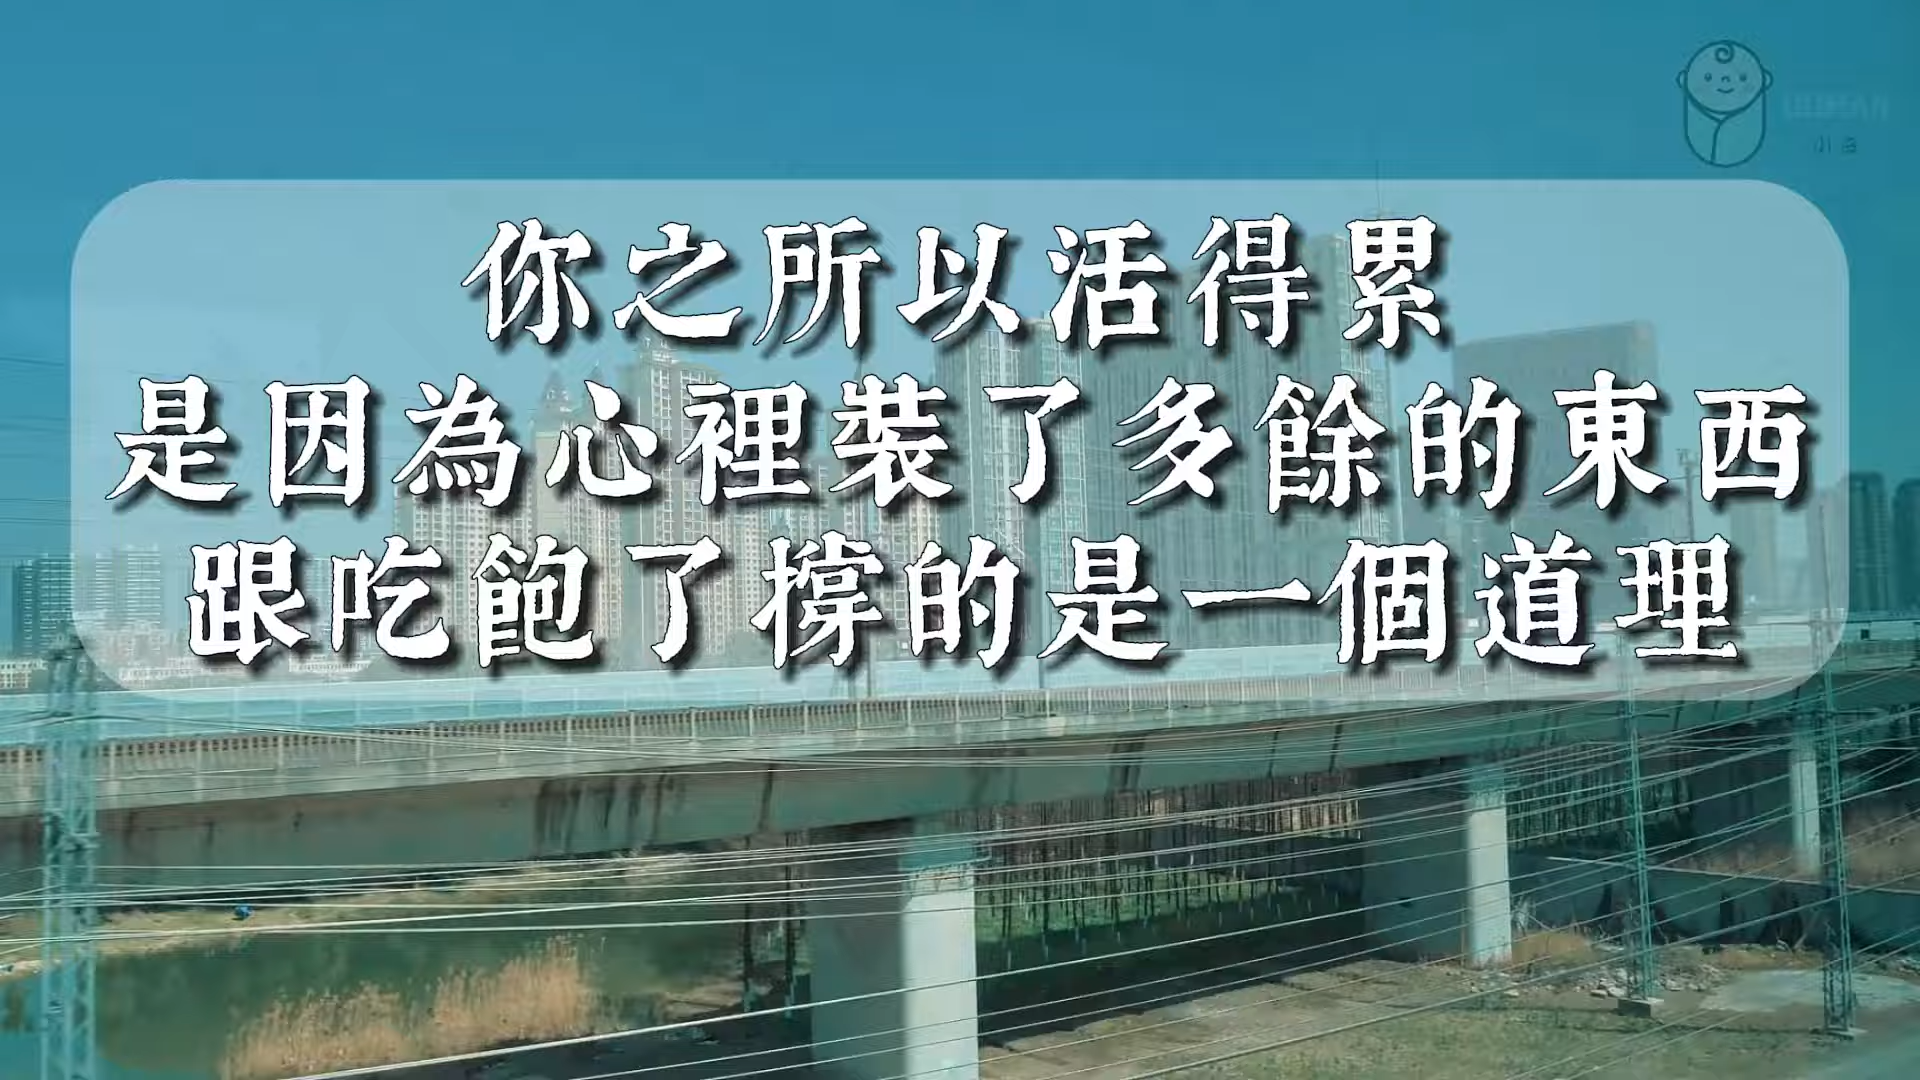 你之所以活得累
是因為心裡裝了多餘的東西
跟吃飽了撐的是一個道理